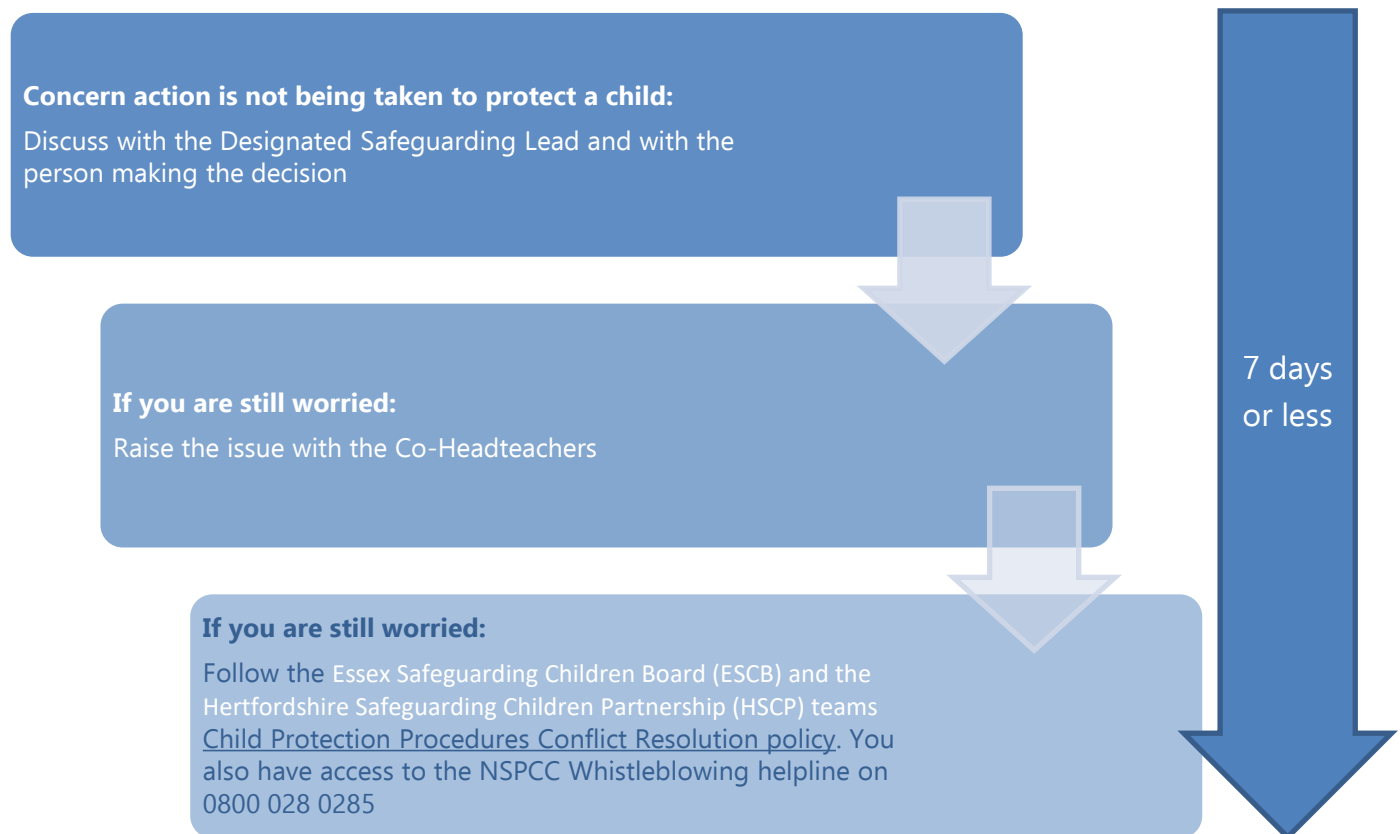 Concern action is not being taken to protect a child:
Discuss with the Designated Safeguarding Lead and with the
person making the decision
If you are still worried:
Raise the issue with the Co-Headteachers
7 days
or less
If you are still worried:
Follow the Essex Safeguarding Children Board (ESCB) and the
Hertfordshire Safeguarding Children Partnership (HSCP) teams
Child Protection Procedures Conflict Resolution policy. You
also have access to the NSPCC Whistleblowing helpline on
0800 028 0285